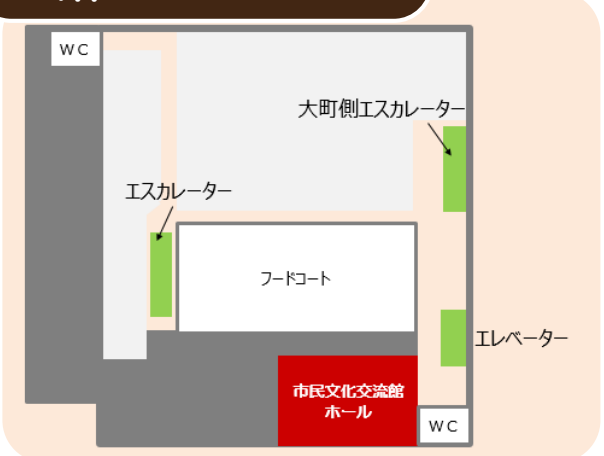 ＷＣ
大町側エスカレーター
エスカレーター
フードコート
エレベーター
市民文化交流館
ホール
ＷＣ